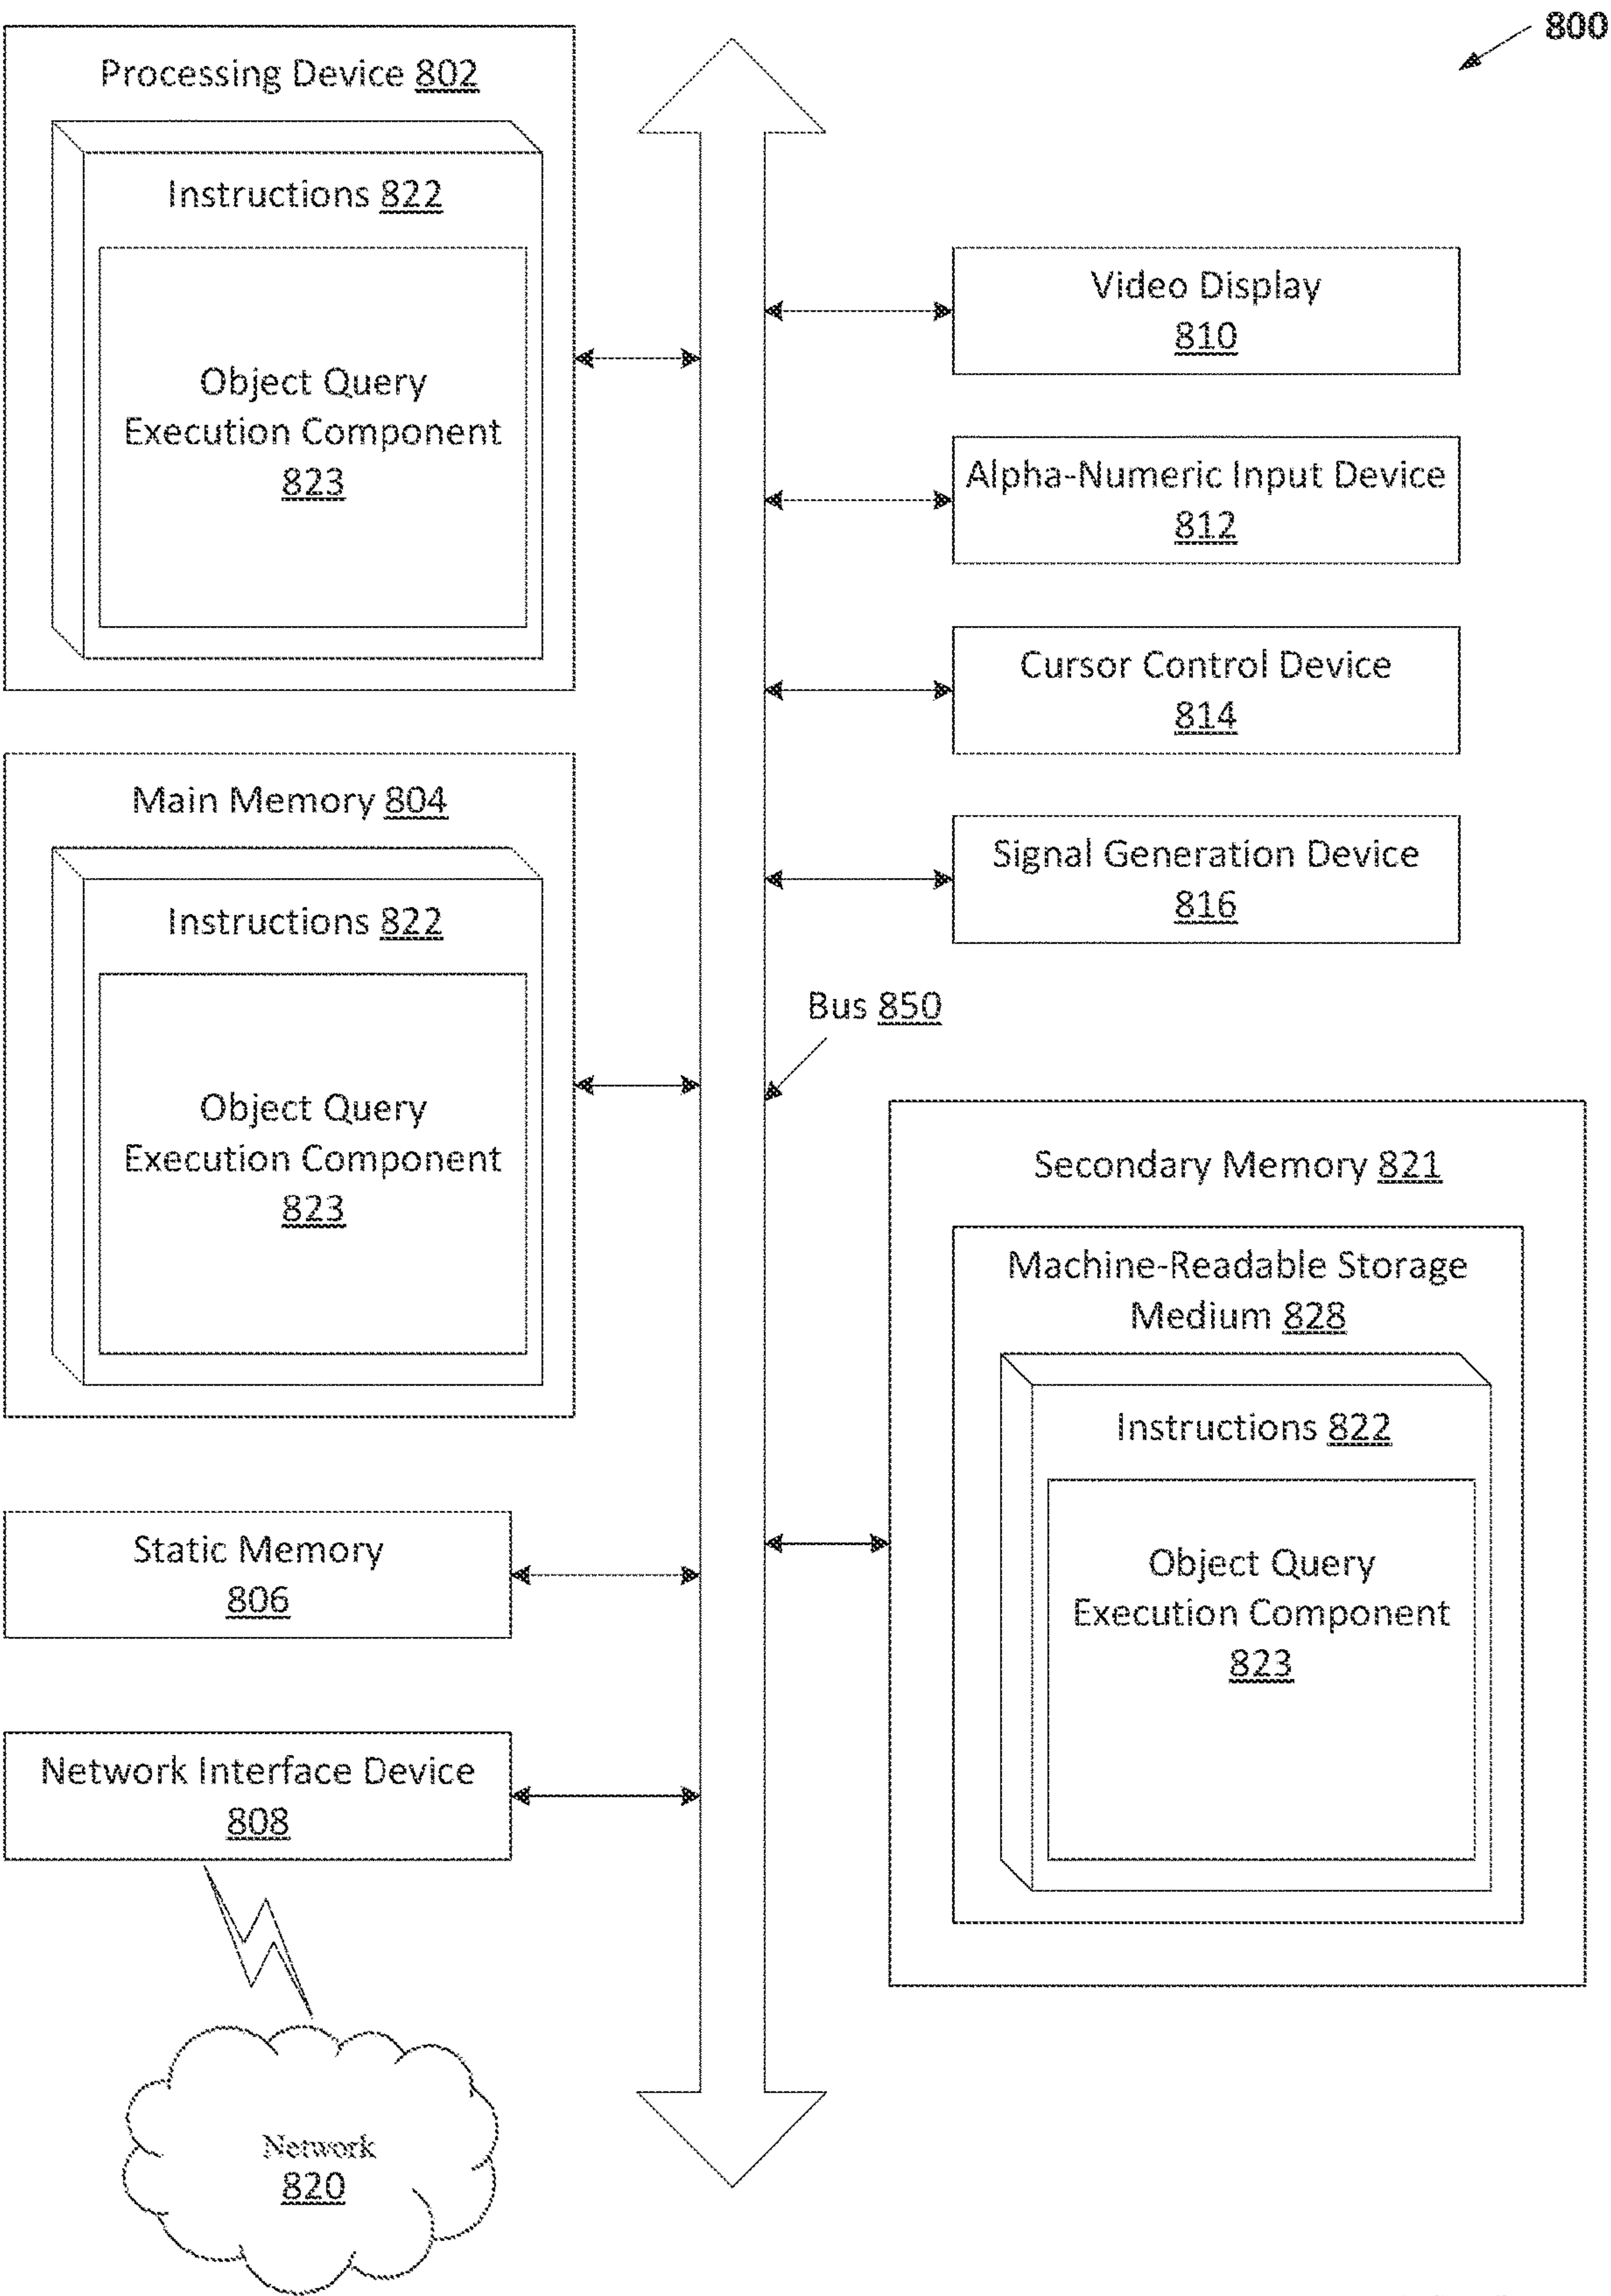 800
Processing Device 802
Instructions 822
Object Query
Execution Component
823
Main Memory 804
Instructions 822
Object Query
Execution Component
823
Static Memory
806
Network Interface Device
808
Network
820
Video Display
810
Alpha-Numeric Input Device
812
Cursor Control Device
814
Signal Generation Device
816
Bus 850
Secondary Memory 821
Machine-Readable Storage
Medium 828
Instructions 822
Object Query
Execution Component
823